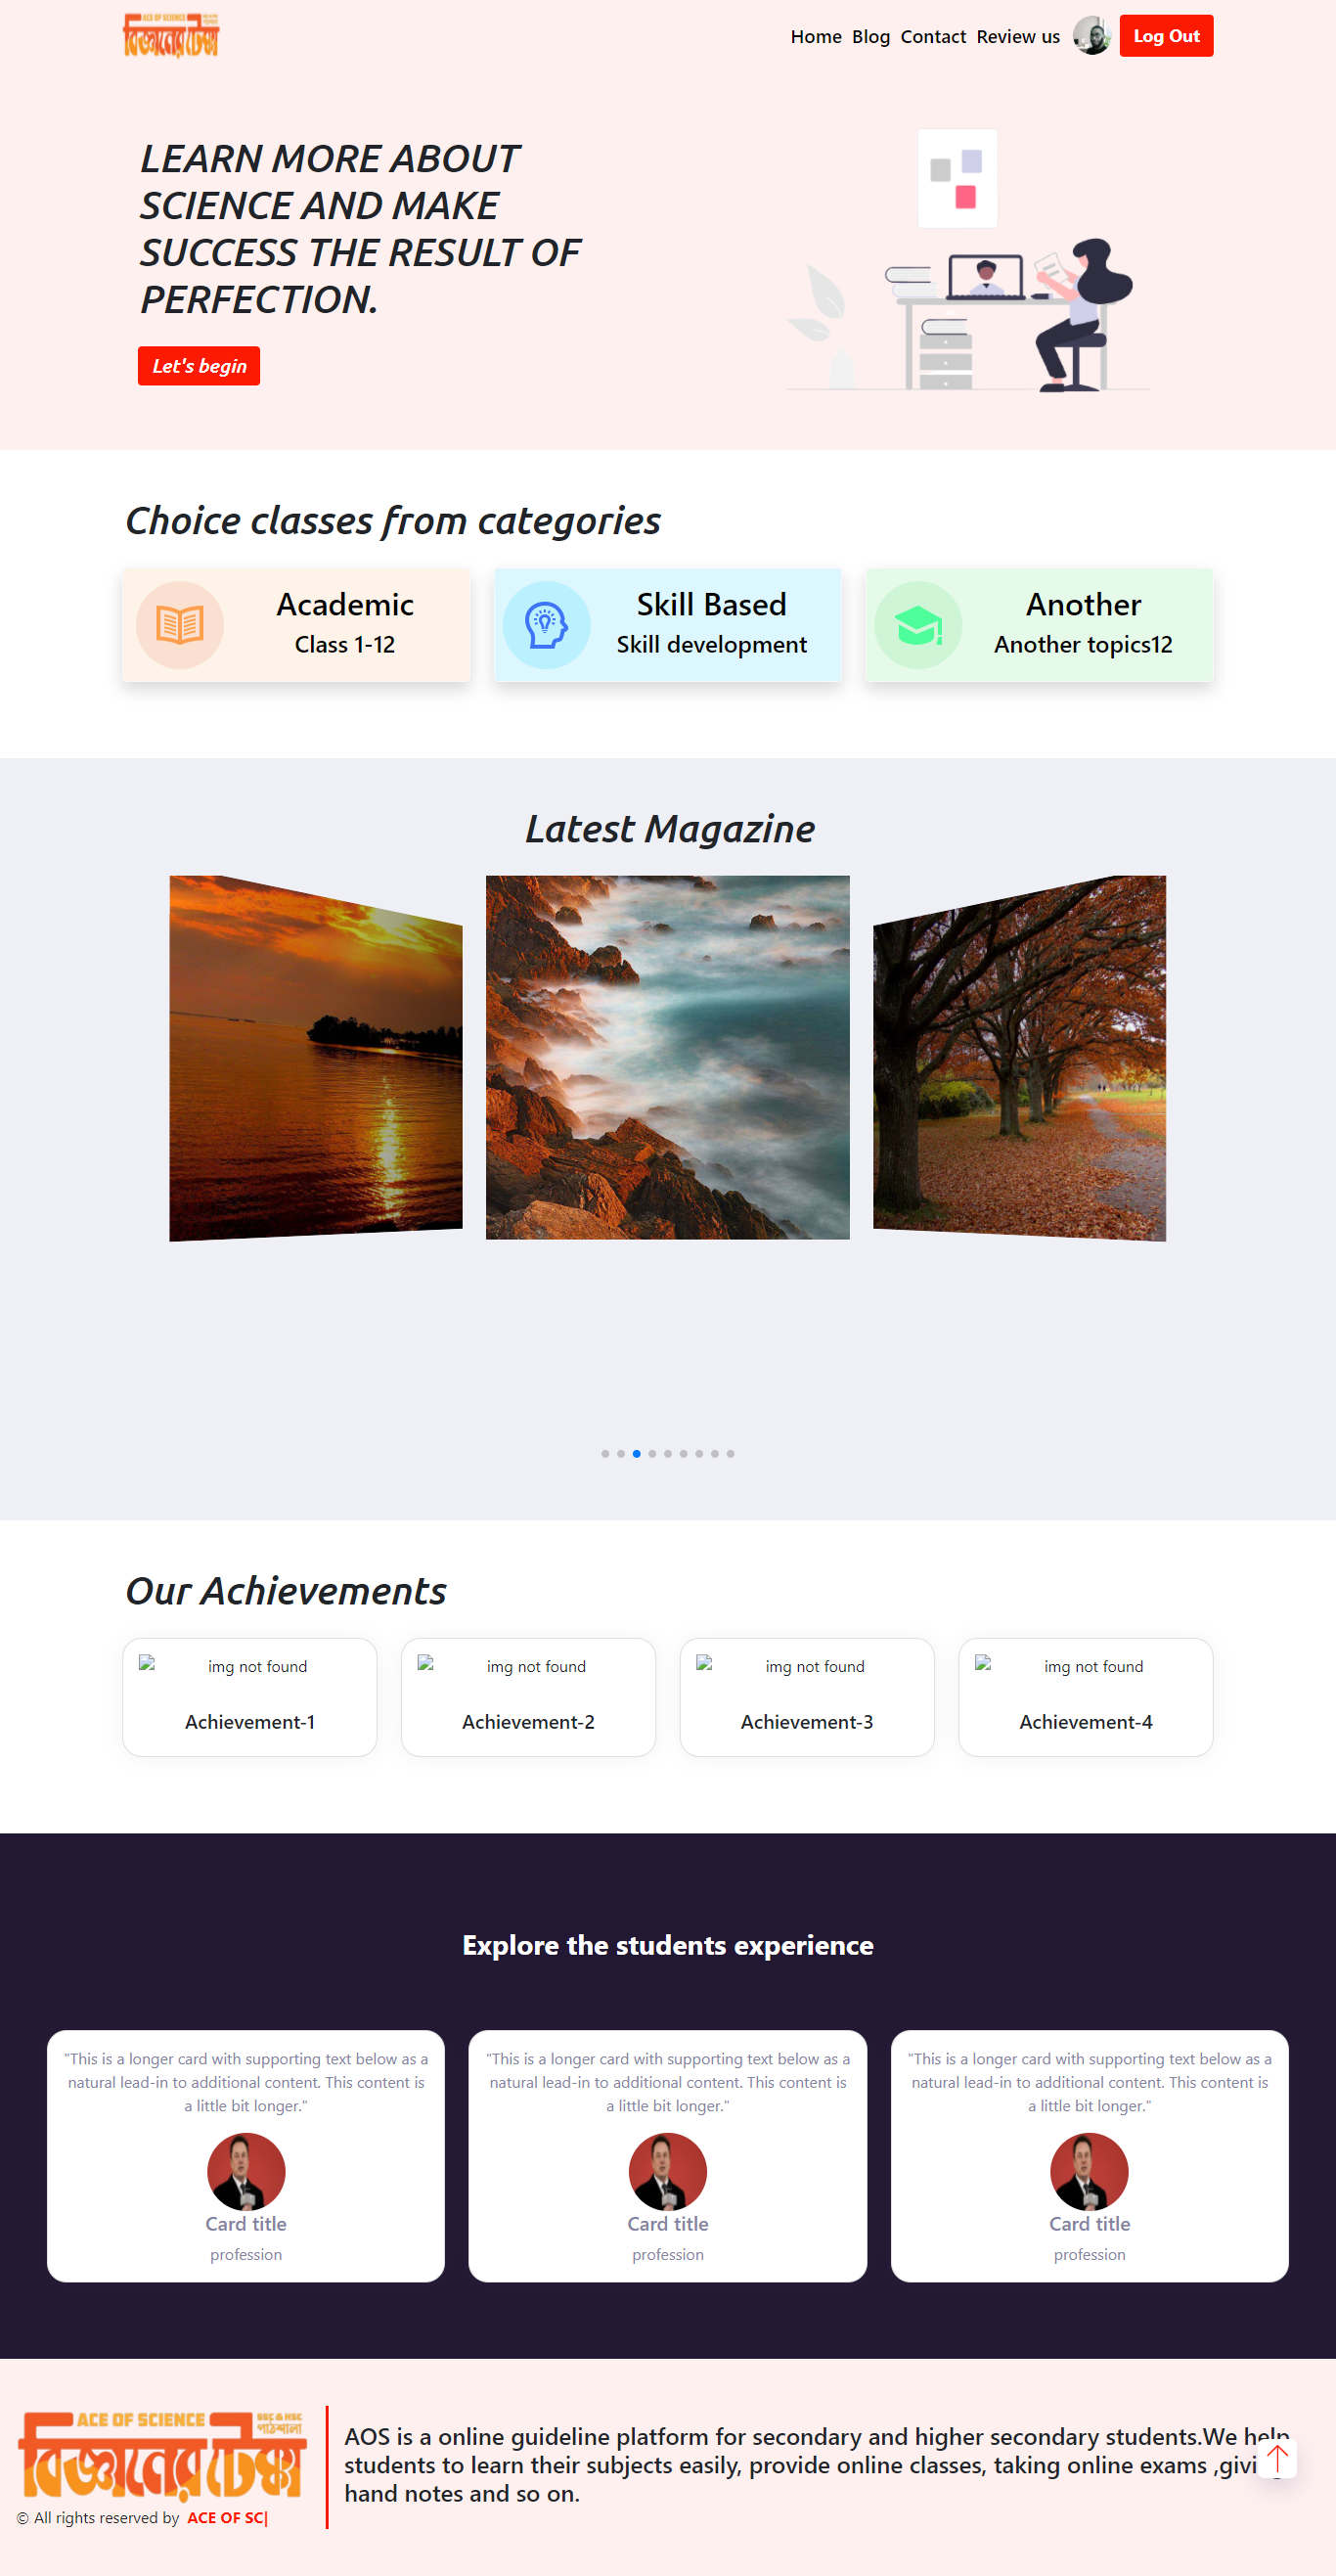 ACE OF SCIENCE
বিজ্ঞানের টেক্কা
Home Blog Contact Review us Log Out
LEARN MORE ABOUT
SCIENCE AND MAKE
SUCCESS THE RESULT OF
PERFECTION.
Let's begin
Choice classes from categories
Academic
Class 1-12
Skill Based
Skill development
Another
Another topics12
Latest Magazine
Our Achievements
img not found
Achievement-1
img not found
Achievement-2
img not found
Achievement-3
img not found
Achievement-4
Explore the students experience
"This is a longer card with supporting text below as a
natural lead-in to additional content. This content is
a little bit longer."
Card title
profession
"This is a longer card with supporting text below as a
natural lead-in to additional content. This content is
a little bit longer."
Card title
profession
"This is a longer card with supporting text below as a
natural lead-in to additional content. This content is
a little bit longer."
Card title
profession
ACE OF SCIENCE
SSC & HSC
পাঠশালা
বিজ্ঞানের টেক্কা
© All rights reserved by ACE OF SC|
AOS is a online guideline platform for secondary and higher secondary students.We help
students to learn their subjects easily, provide online classes, taking online exams ,giving
hand notes and so on.